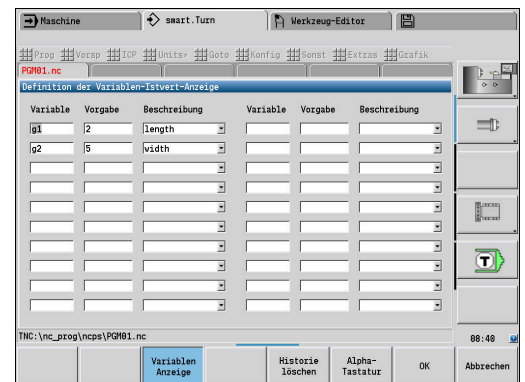 Maschine
smart.Turn
Werkzeug-Editor
Prog Vorsp ICP Units» Goto Konfig Sonst Extras Grafik
PGM01.nc
Definition der Variablen-Istvert-Anzeige
Variable Vorgabe Beschreibung Variable Vorgabe Beschreibung
g1 2 length
g2 5 width
T
TNC:\nc_prog\ncps\PGM01.nc
08:40
Variablen Anzeige
Historie löschen
Alpha-Tastatur
OK
Abbrechen